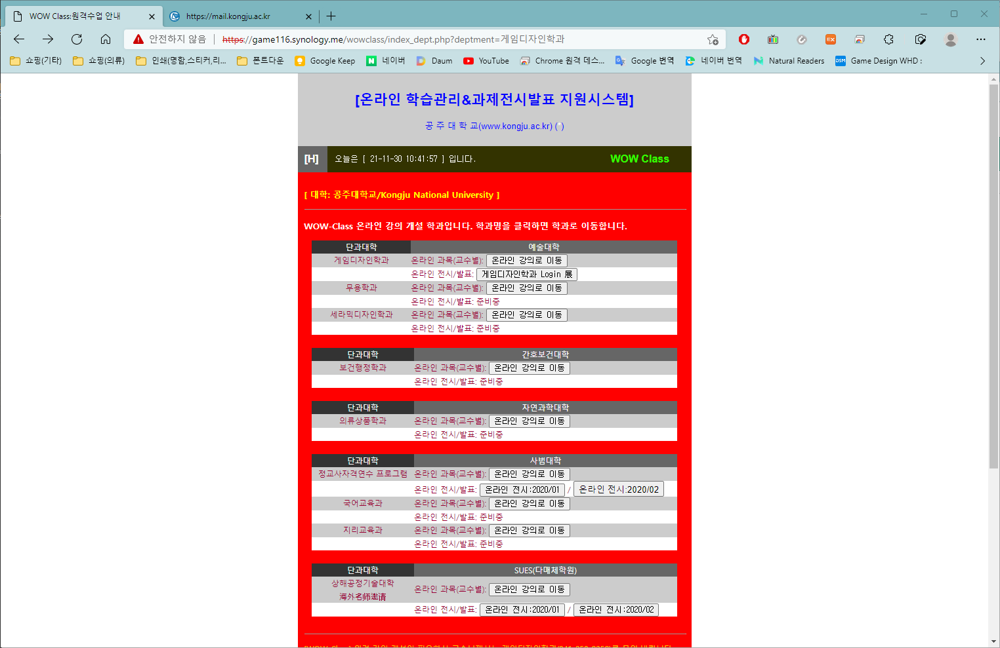 WOW Class:원격수업 안내
https://mail.kongju.ac.kr
안전하지 않음
https://game116.synology.me/wowclass/index_dept.php?deptment=게임디자인학과
쇼핑(기타) 쇼핑(의류) 인쇄(명함,스티커,리... 폰트다운 Google Keep 네이버 Daum YouTube Chrome 원격 데스... Google 번역 네이버 번역 Natural Readers DSM Game Design WHD :
[온라인 학습관리&과제전시발표 지원시스템]
공 주 대 학 교(www.kongju.ac.kr) ( )
[H] 오늘은 [ 21-11-30 10:41:57 ] 입니다. WOW Class
[ 대학: 공주대학교/Kongju National University ]
WOW-Class 온라인 강의 개설 학과입니다. 학과명을 클릭하면 학과로 이동합니다.
단과대학 예술대학
게임디자인학과 온라인 과목(교수별): 온라인 강의로 이동
온라인 전시/발표: 게임디자인학과 Login 展
무용학과 온라인 과목(교수별): 온라인 강의로 이동
온라인 전시/발표: 준비중
세라믹디자인학과 온라인 과목(교수별): 온라인 강의로 이동
온라인 전시/발표: 준비중
단과대학 간호보건대학
보건행정학과 온라인 과목(교수별): 온라인 강의로 이동
온라인 전시/발표: 준비중
단과대학 자연과학대학
의류상품학과 온라인 과목(교수별): 온라인 강의로 이동
온라인 전시/발표: 준비중
단과대학 사범대학
정교사자격연수 프로그램 온라인 과목(교수별): 온라인 강의로 이동
온라인 전시/발표: 온라인 전시:2020/01 / 온라인 전시:2020/02
국어교육과 온라인 과목(교수별): 온라인 강의로 이동
온라인 전시/발표: 준비중
지리교육과 온라인 과목(교수별): 온라인 강의로 이동
온라인 전시/발표: 준비중
단과대학 SUES(다매체학원)
상해공정기술대학
海外名师邀请 온라인 과목(교수별): 온라인 강의로 이동
온라인 전시/발표: 온라인 전시:2020/01 / 온라인 전시:2020/02